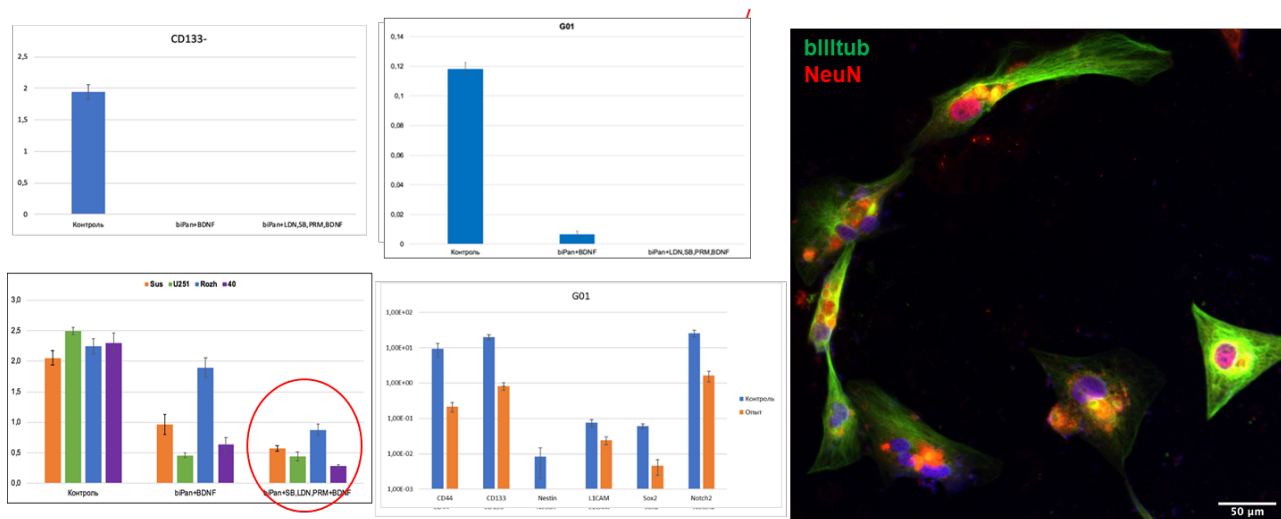 CD133-
2,5
2
1,5
1
0,5
0
Контроль
biPan+BDNF
biPan+LDN,SB,PRM,BDNF
G01
0,14
0,12
0,1
0,08
0,06
0,04
0,02
0
Контроль
biPan+BDNF
biPan+LDN,SB,PRM,BDNF
Sus U251 Rozh 40
3,0
2,5
2,0
1,5
1,0
0,5
0,0
Контроль
biPan+BDNF
biPan+SB,LDN,PRM+BDNF
G01
1,00E+02
1,00E+01
1,00E+00
1,00E-01
1,00E-02
1,00E-03
CD44 CD133 Nestin L1CAM Sox2 Notch2
Контроль
Опыт
bIIItub
NeuN
50 µm